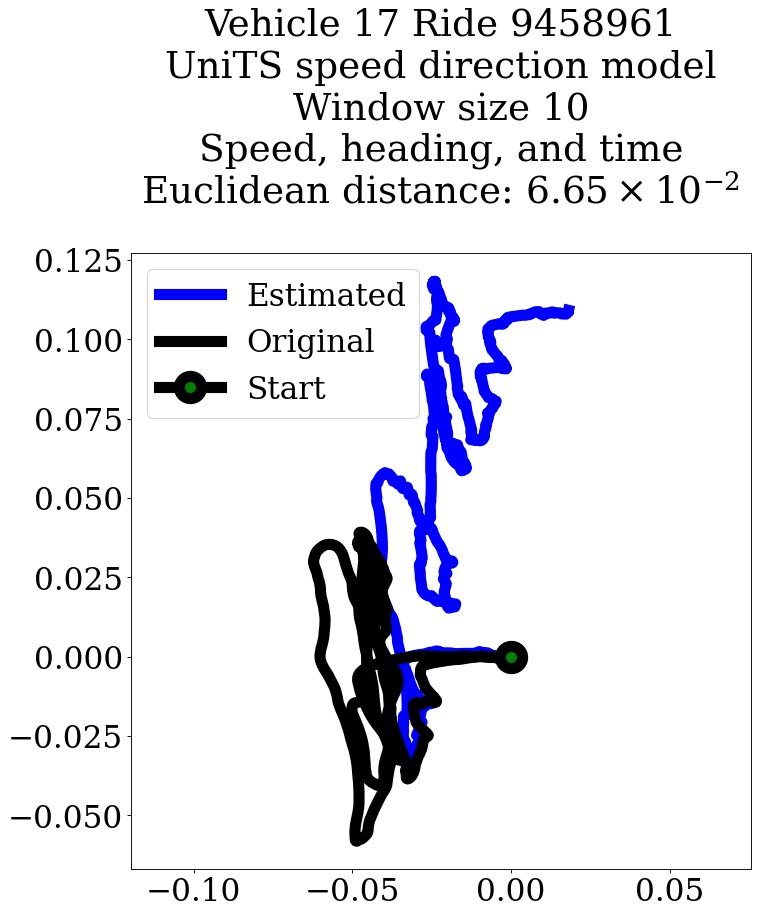 Vehicle 17 Ride 9458961
UniTS speed direction model
Window size 10
Speed, heading, and time
Euclidean distance: 6.65 × 10⁻²
0.125
0.100
0.075
0.050
0.025
0.000
−0.025
−0.050
Estimated
Original
Start
−0.10
−0.05
0.00
0.05